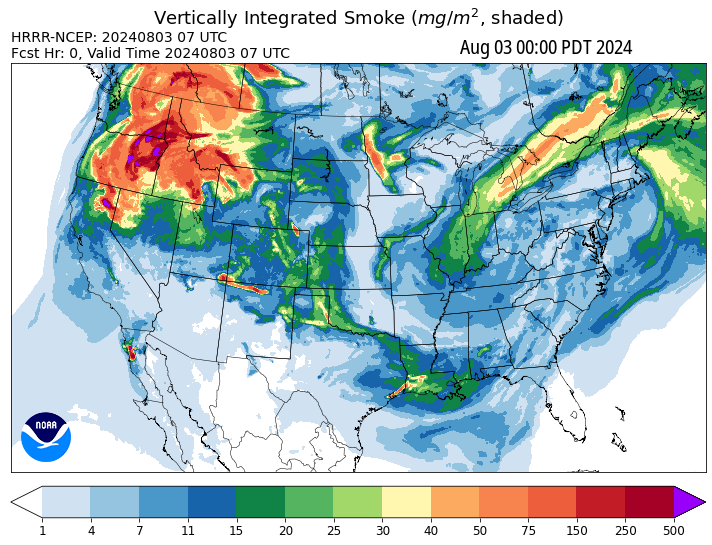 Vertically Integrated Smoke (mg/m², shaded)
HRRR-NCEP: 20240803 07 UTC
Fcst Hr: 0, Valid Time 20240803 07 UTC
Aug 03 00:00 PDT 2024
NOAA
1 4 7 11 15 20 25 30 40 50 75 150 250 500